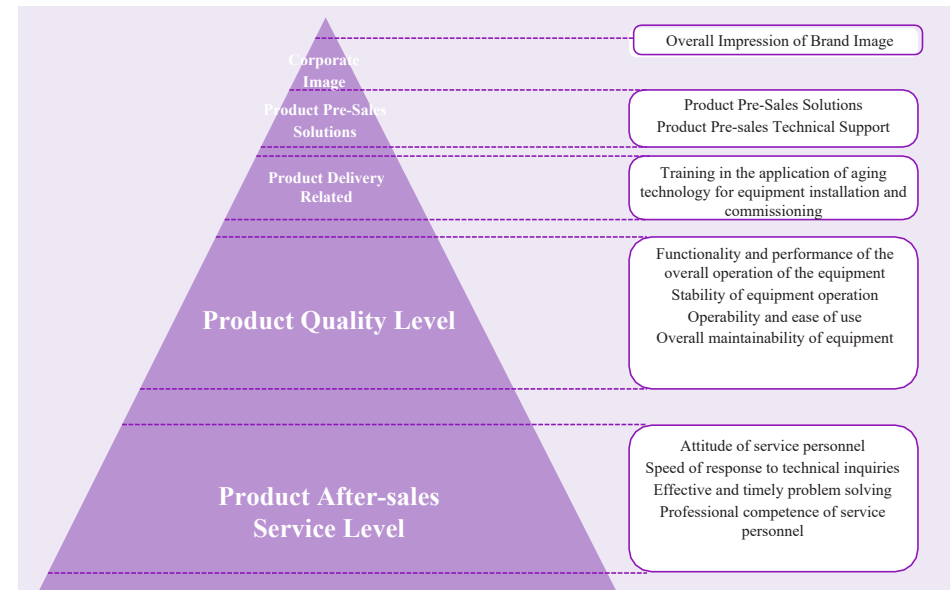 Corporate
Image
Overall Impression of Brand Image
Product Pre-Sales
Solutions
Product Pre-Sales Solutions
Product Pre-sales Technical Support
Product Delivery
Related
Training in the application of aging
technology for equipment installation and
commissioning
Product Quality Level
Functionality and performance of the
overall operation of the equipment
Stability of equipment operation
Operability and ease of use
Overall maintainability of equipment
Product After-sales
Service Level
Attitude of service personnel
Speed of response to technical inquiries
Effective and timely problem solving
Professional competence of service
personnel